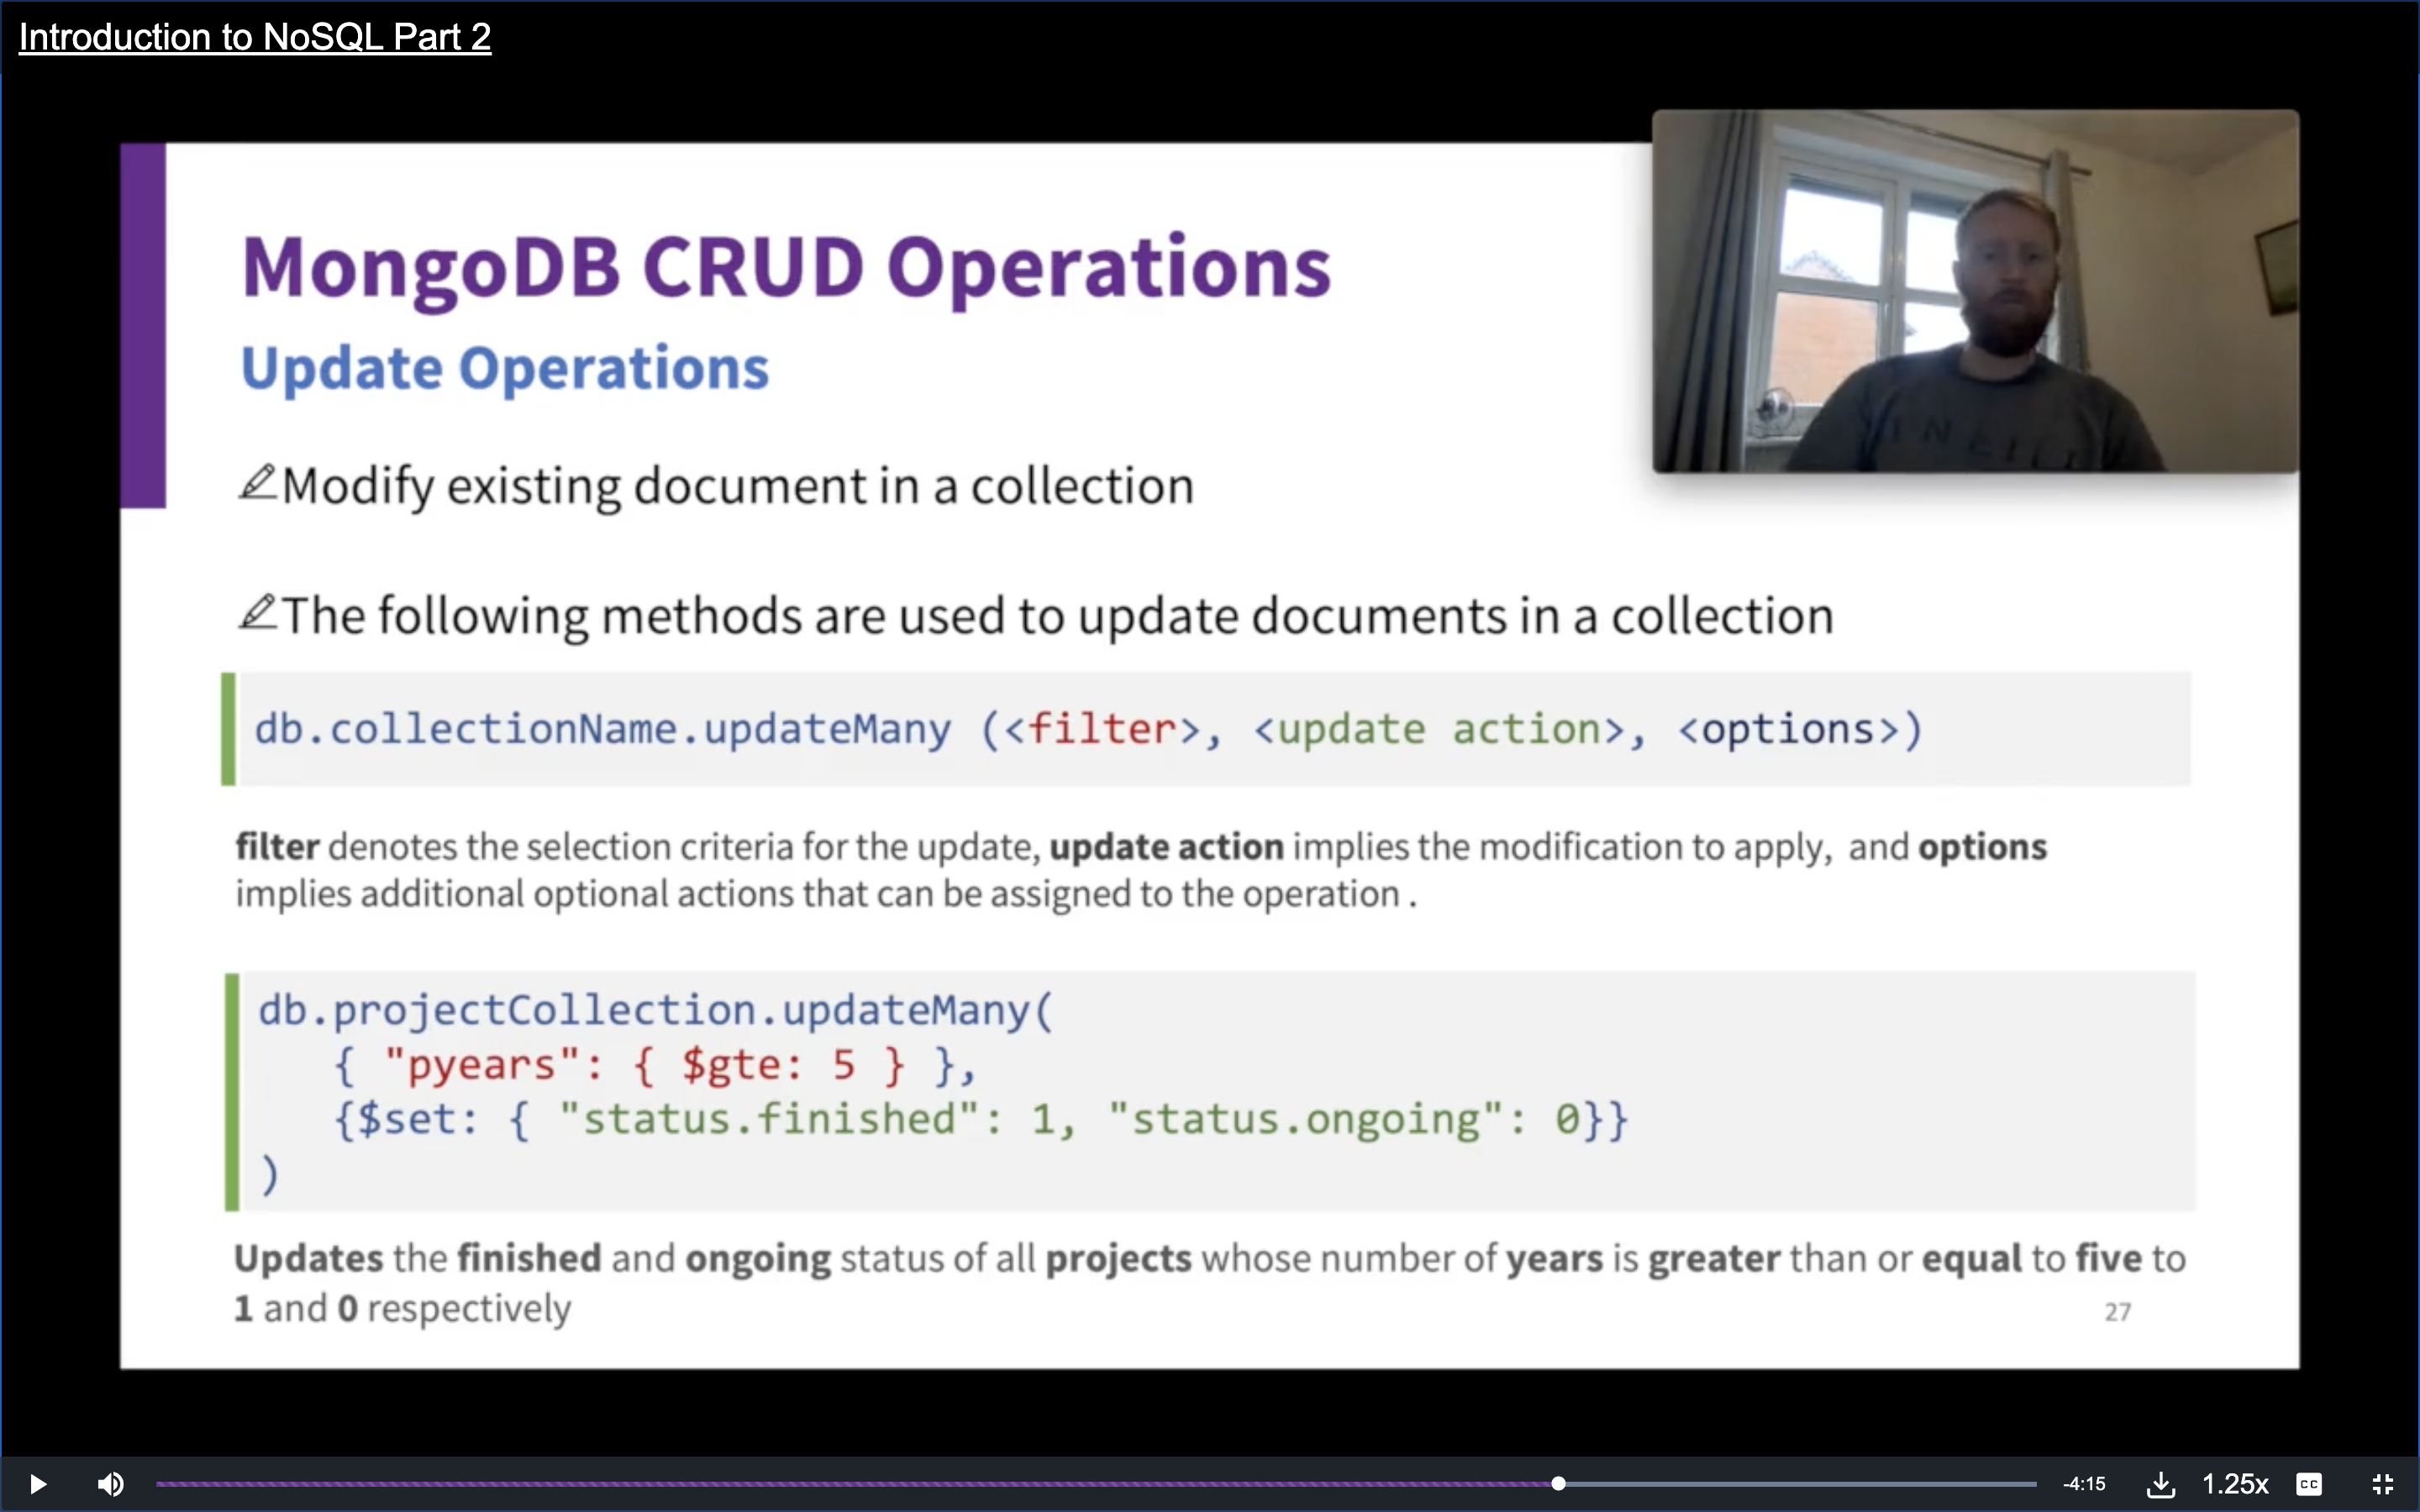 Introduction to NoSQL Part 2
MongoDB CRUD Operations
Update Operations
Modify existing document in a collection
The following methods are used to update documents in a collection
db.collectionName.updateMany (<filter>, <update action>, <options>)
filter denotes the selection criteria for the update, update action implies the modification to apply, and options
implies additional optional actions that can be assigned to the operation .
db.projectCollection.updateMany(
{ "pyears": { $gte: 5 } },
{$set: { "status.finished": 1, "status.ongoing": 0}}
)
Updates the finished and ongoing status of all projects whose number of years is greater than or equal to five to
1 and 0 respectively
27
-4:15
1.25x
CC